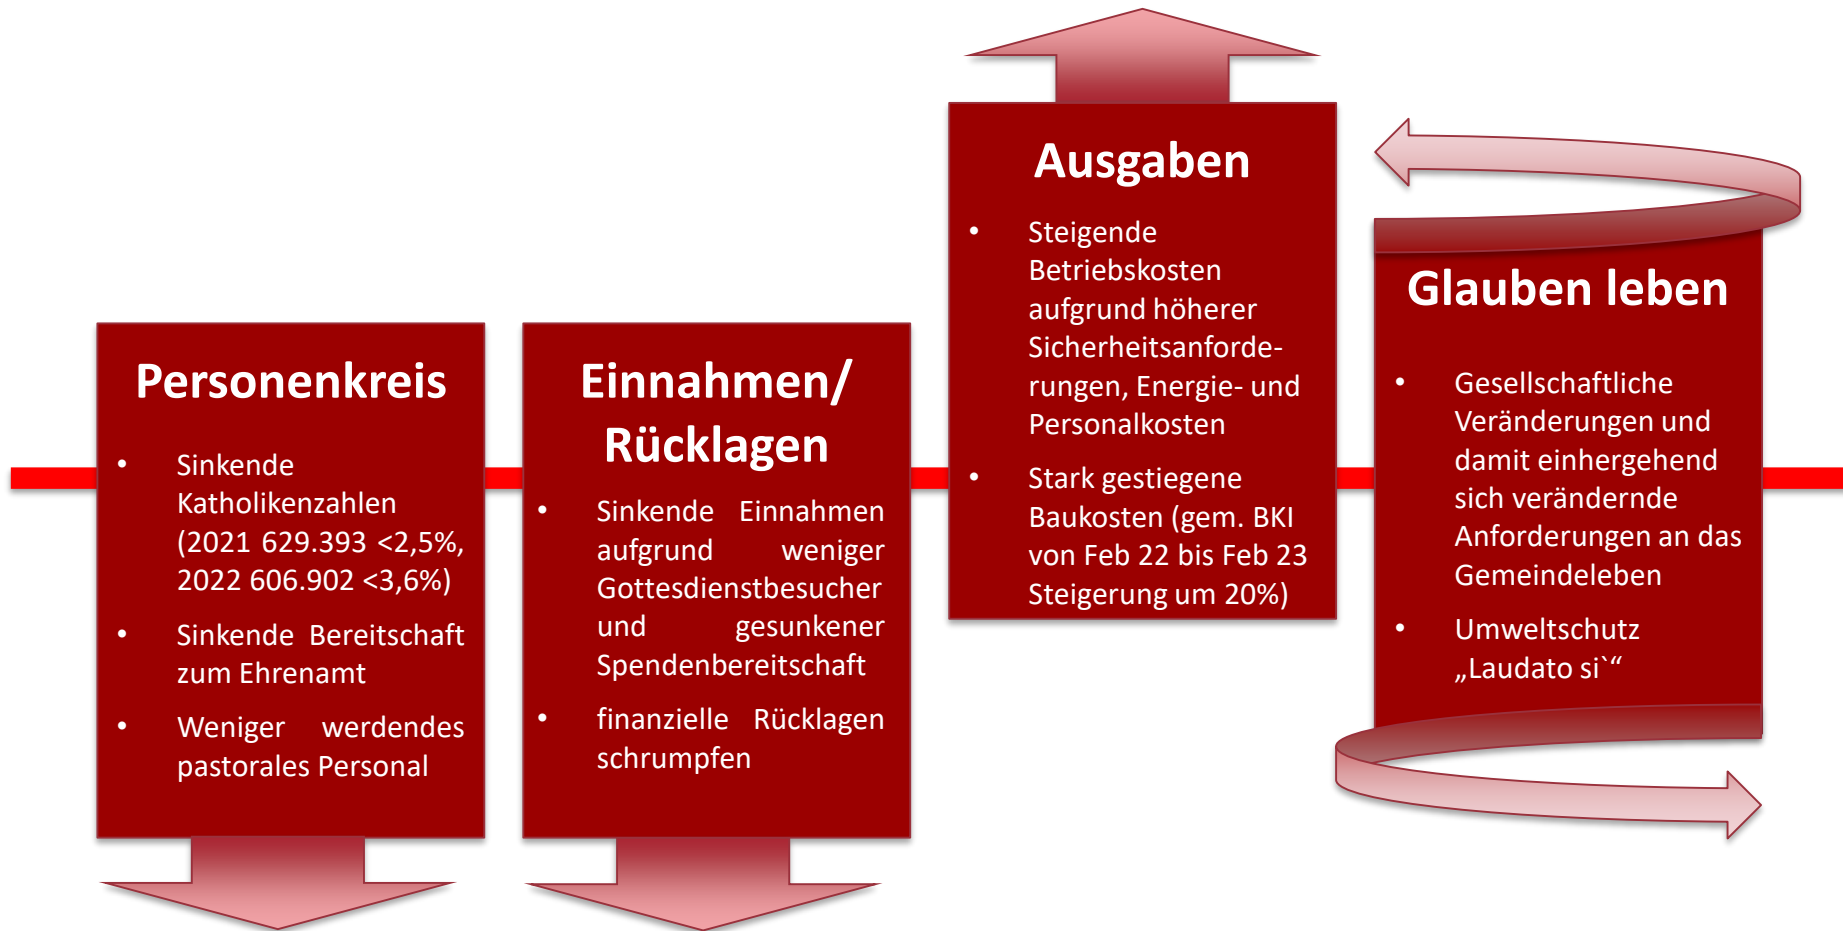 Personenkreis
• Sinkende
Katholikenzahlen
(2021 629.393 <2,5%,
2022 606.902 <3,6%)
• Sinkende Bereitschaft
zum Ehrenamt
• Weniger werdendes
pastorales Personal
Einnahmen/
Rücklagen
• Sinkende Einnahmen
aufgrund weniger
Gottesdienstbesucher
und gesunkener
Spendenbereitschaft
• finanzielle Rücklagen
schrumpfen
Ausgaben
• Steigende
Betriebskosten
aufgrund höherer
Sicherheitsanforde-
rungen, Energie- und
Personalkosten
• Stark gestiegene
Baukosten (gem. BKI
von Feb 22 bis Feb 23
Steigerung um 20%)
Glauben leben
• Gesellschaftliche
Veränderungen und
damit einhergehend
sich verändernde
Anforderungen an das
Gemeindeleben
• Umweltschutz
„Laudato si`“